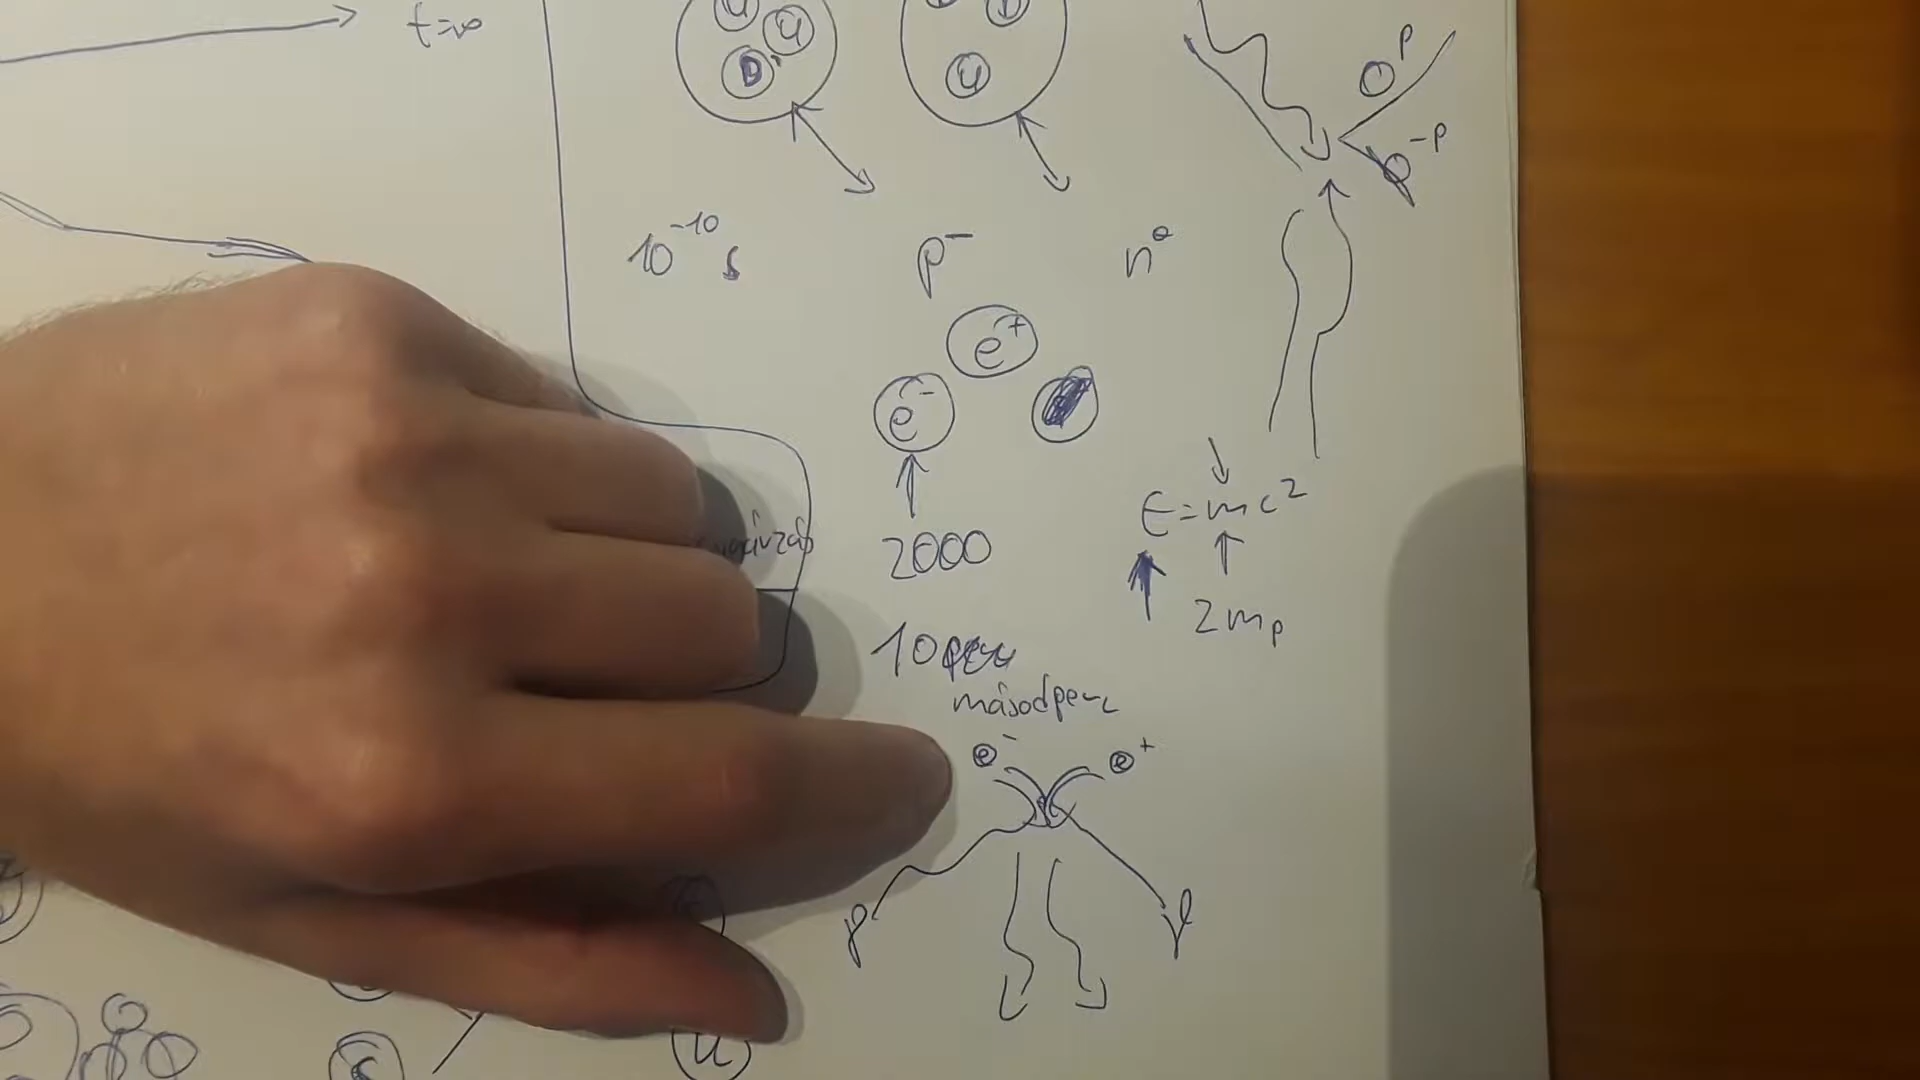 t=∞
U
U
D
D
U
p
-p
10⁻¹⁰ s
p⁻
n⁰
e⁺
e⁻
E=mc²
2000
2mp
10
másodperc
e⁻
e⁺
γ
γ
S
U